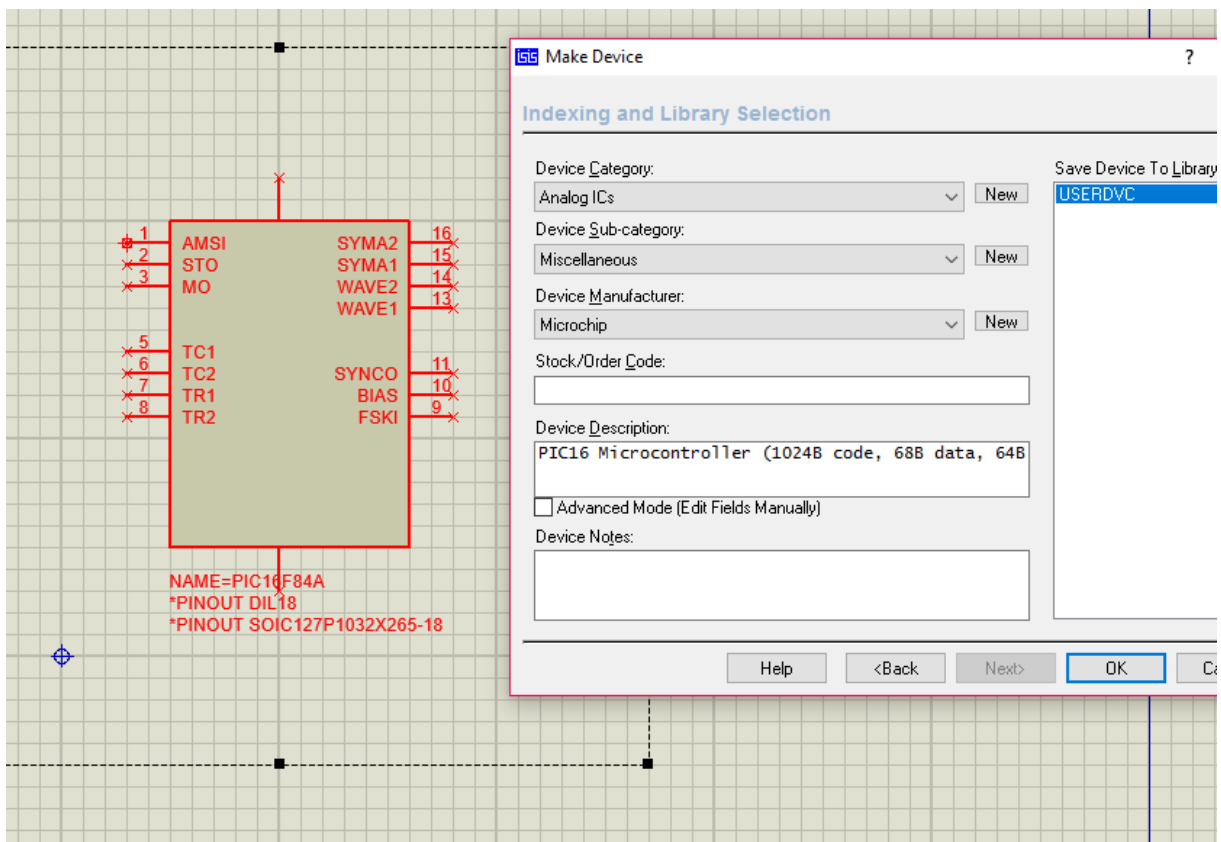 1
AMSI
2
STO
3
MO
5
TC1
6
TC2
7
TR1
8
TR2
SYMA2
16
SYMA1
15
WAVE2
14
WAVE1
13
SYNCO
11
BIAS
10
FSKI
9
NAME=PIC16F84A
*PINOUT DIL18
*PINOUT SOIC127P1032X265-18
isis Make Device ?
Indexing and Library Selection
Device Category:
Analog ICs
New
Device Sub-category:
Miscellaneous
New
Device Manufacturer:
Microchip
New
Stock/Order Code:
Device Description:
PIC16 Microcontroller (1024B code, 68B data, 64B
Advanced Mode (Edit Fields Manually)
Device Notes:
Save Device To Library
USERDVC
Help
<Back
Next>
OK
Ca